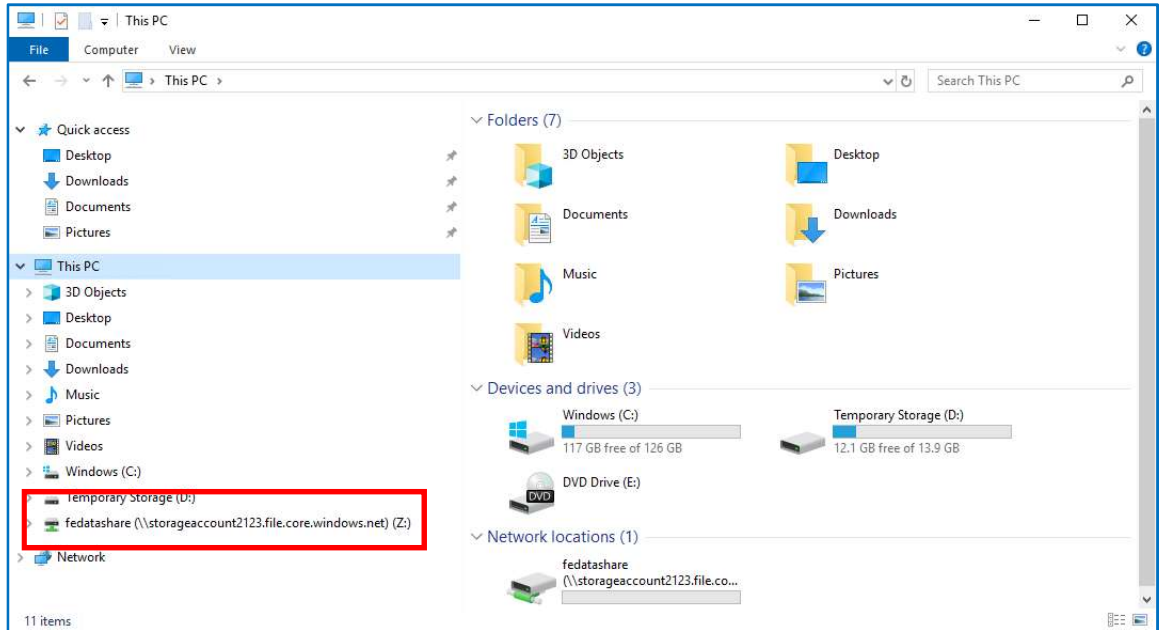 This PC
File Computer View
This PC
Search This PC
Quick access
Desktop
Downloads
Documents
Pictures
This PC
3D Objects
Desktop
Documents
Downloads
Music
Pictures
Videos
Windows (C:)
Temporary Storage (D:)
fedatashare (\\storageaccount2123.file.core.windows.net) (Z:)
Network
Folders (7)
3D Objects
Desktop
Documents
Downloads
Music
Pictures
Videos
Devices and drives (3)
Windows (C:)
117 GB free of 126 GB
Temporary Storage (D:)
12.1 GB free of 13.9 GB
DVD Drive (E:)
DVD
Network locations (1)
fedatashare
(\\storageaccount2123.file.co...
11 items